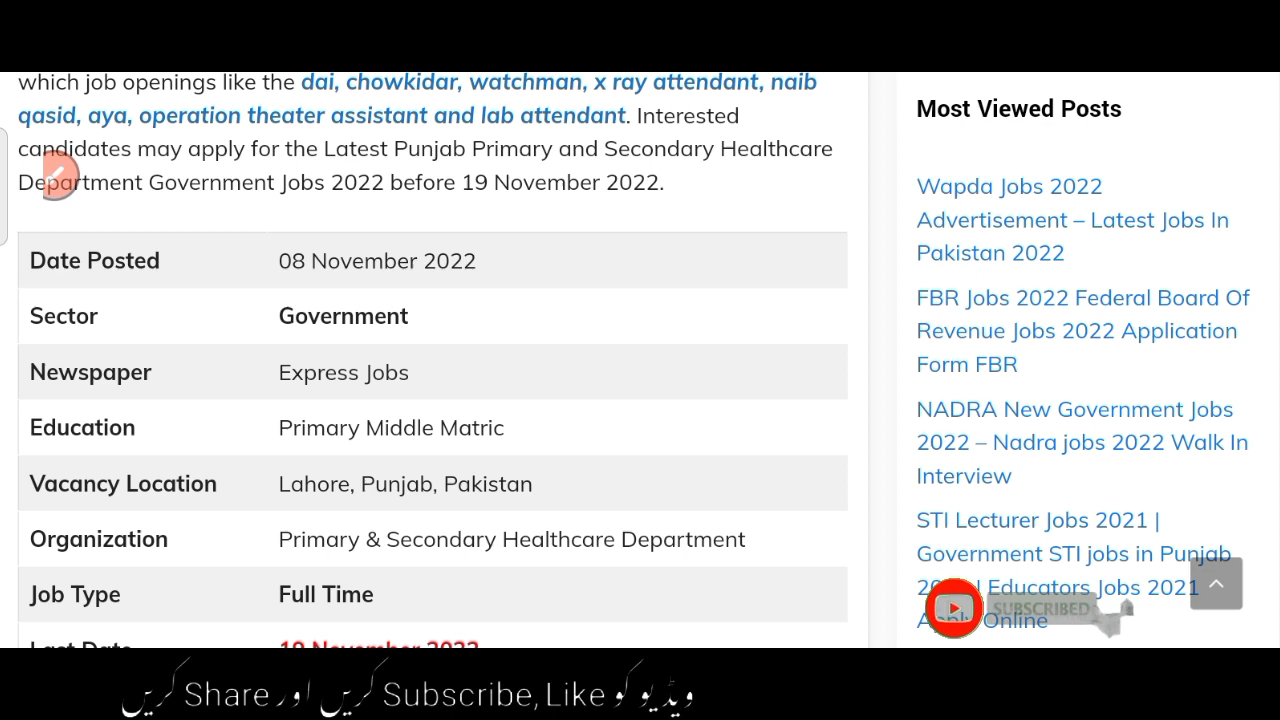 which job openings like the dai, chowkidar, watchman, x ray attendant, naib
qasid, aya, operation theater assistant and lab attendant. Interested
candidates may apply for the Latest Punjab Primary and Secondary Healthcare
Department Government Jobs 2022 before 19 November 2022.
Date Posted 08 November 2022
Sector Government
Newspaper Express Jobs
Education Primary Middle Matric
Vacancy Location Lahore, Punjab, Pakistan
Organization Primary & Secondary Healthcare Department
Job Type Full Time
Last Date 19 November 2022
Most Viewed Posts
Wapda Jobs 2022
Advertisement – Latest Jobs In
Pakistan 2022
FBR Jobs 2022 Federal Board Of
Revenue Jobs 2022 Application
Form FBR
NADRA New Government Jobs
2022 – Nadra jobs 2022 Walk In
Interview
STI Lecturer Jobs 2021 |
Government STI jobs in Punjab
Educators Jobs 2021
Apply Online
SUBSCRIBED
ویڈیو کو Subscribe, Like کریں اور Share کریں